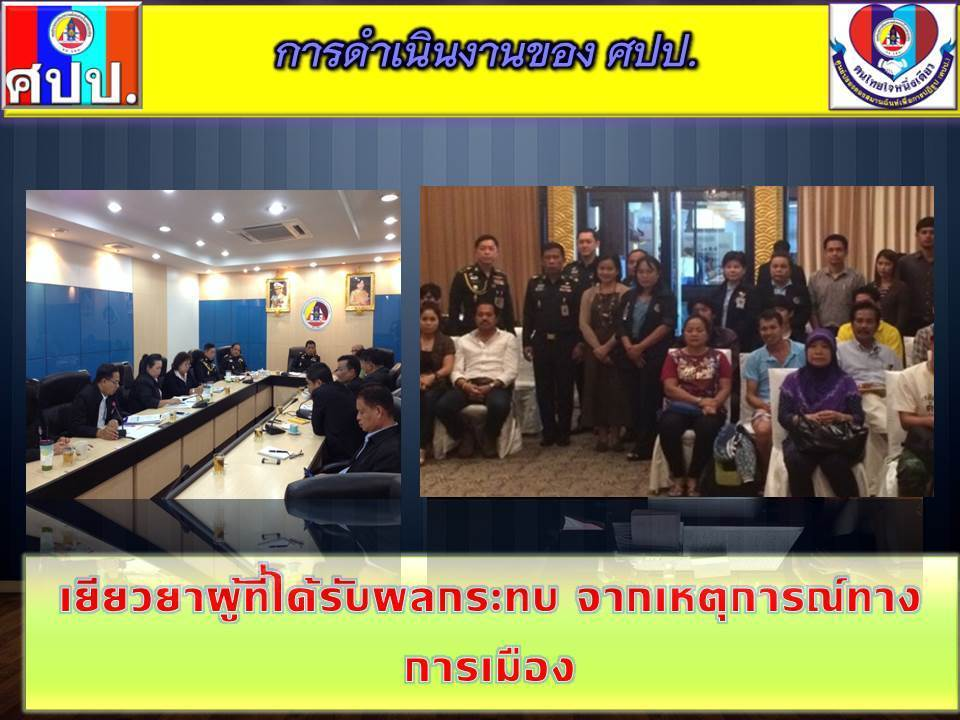 การดำเนินงานของ ศปป.
ศปป.
คนไทยใจหนึ่งเดียว
เยียวยาผู้ที่ได้รับผลกระทบ จากเหตุการณ์ทาง
การเมือง